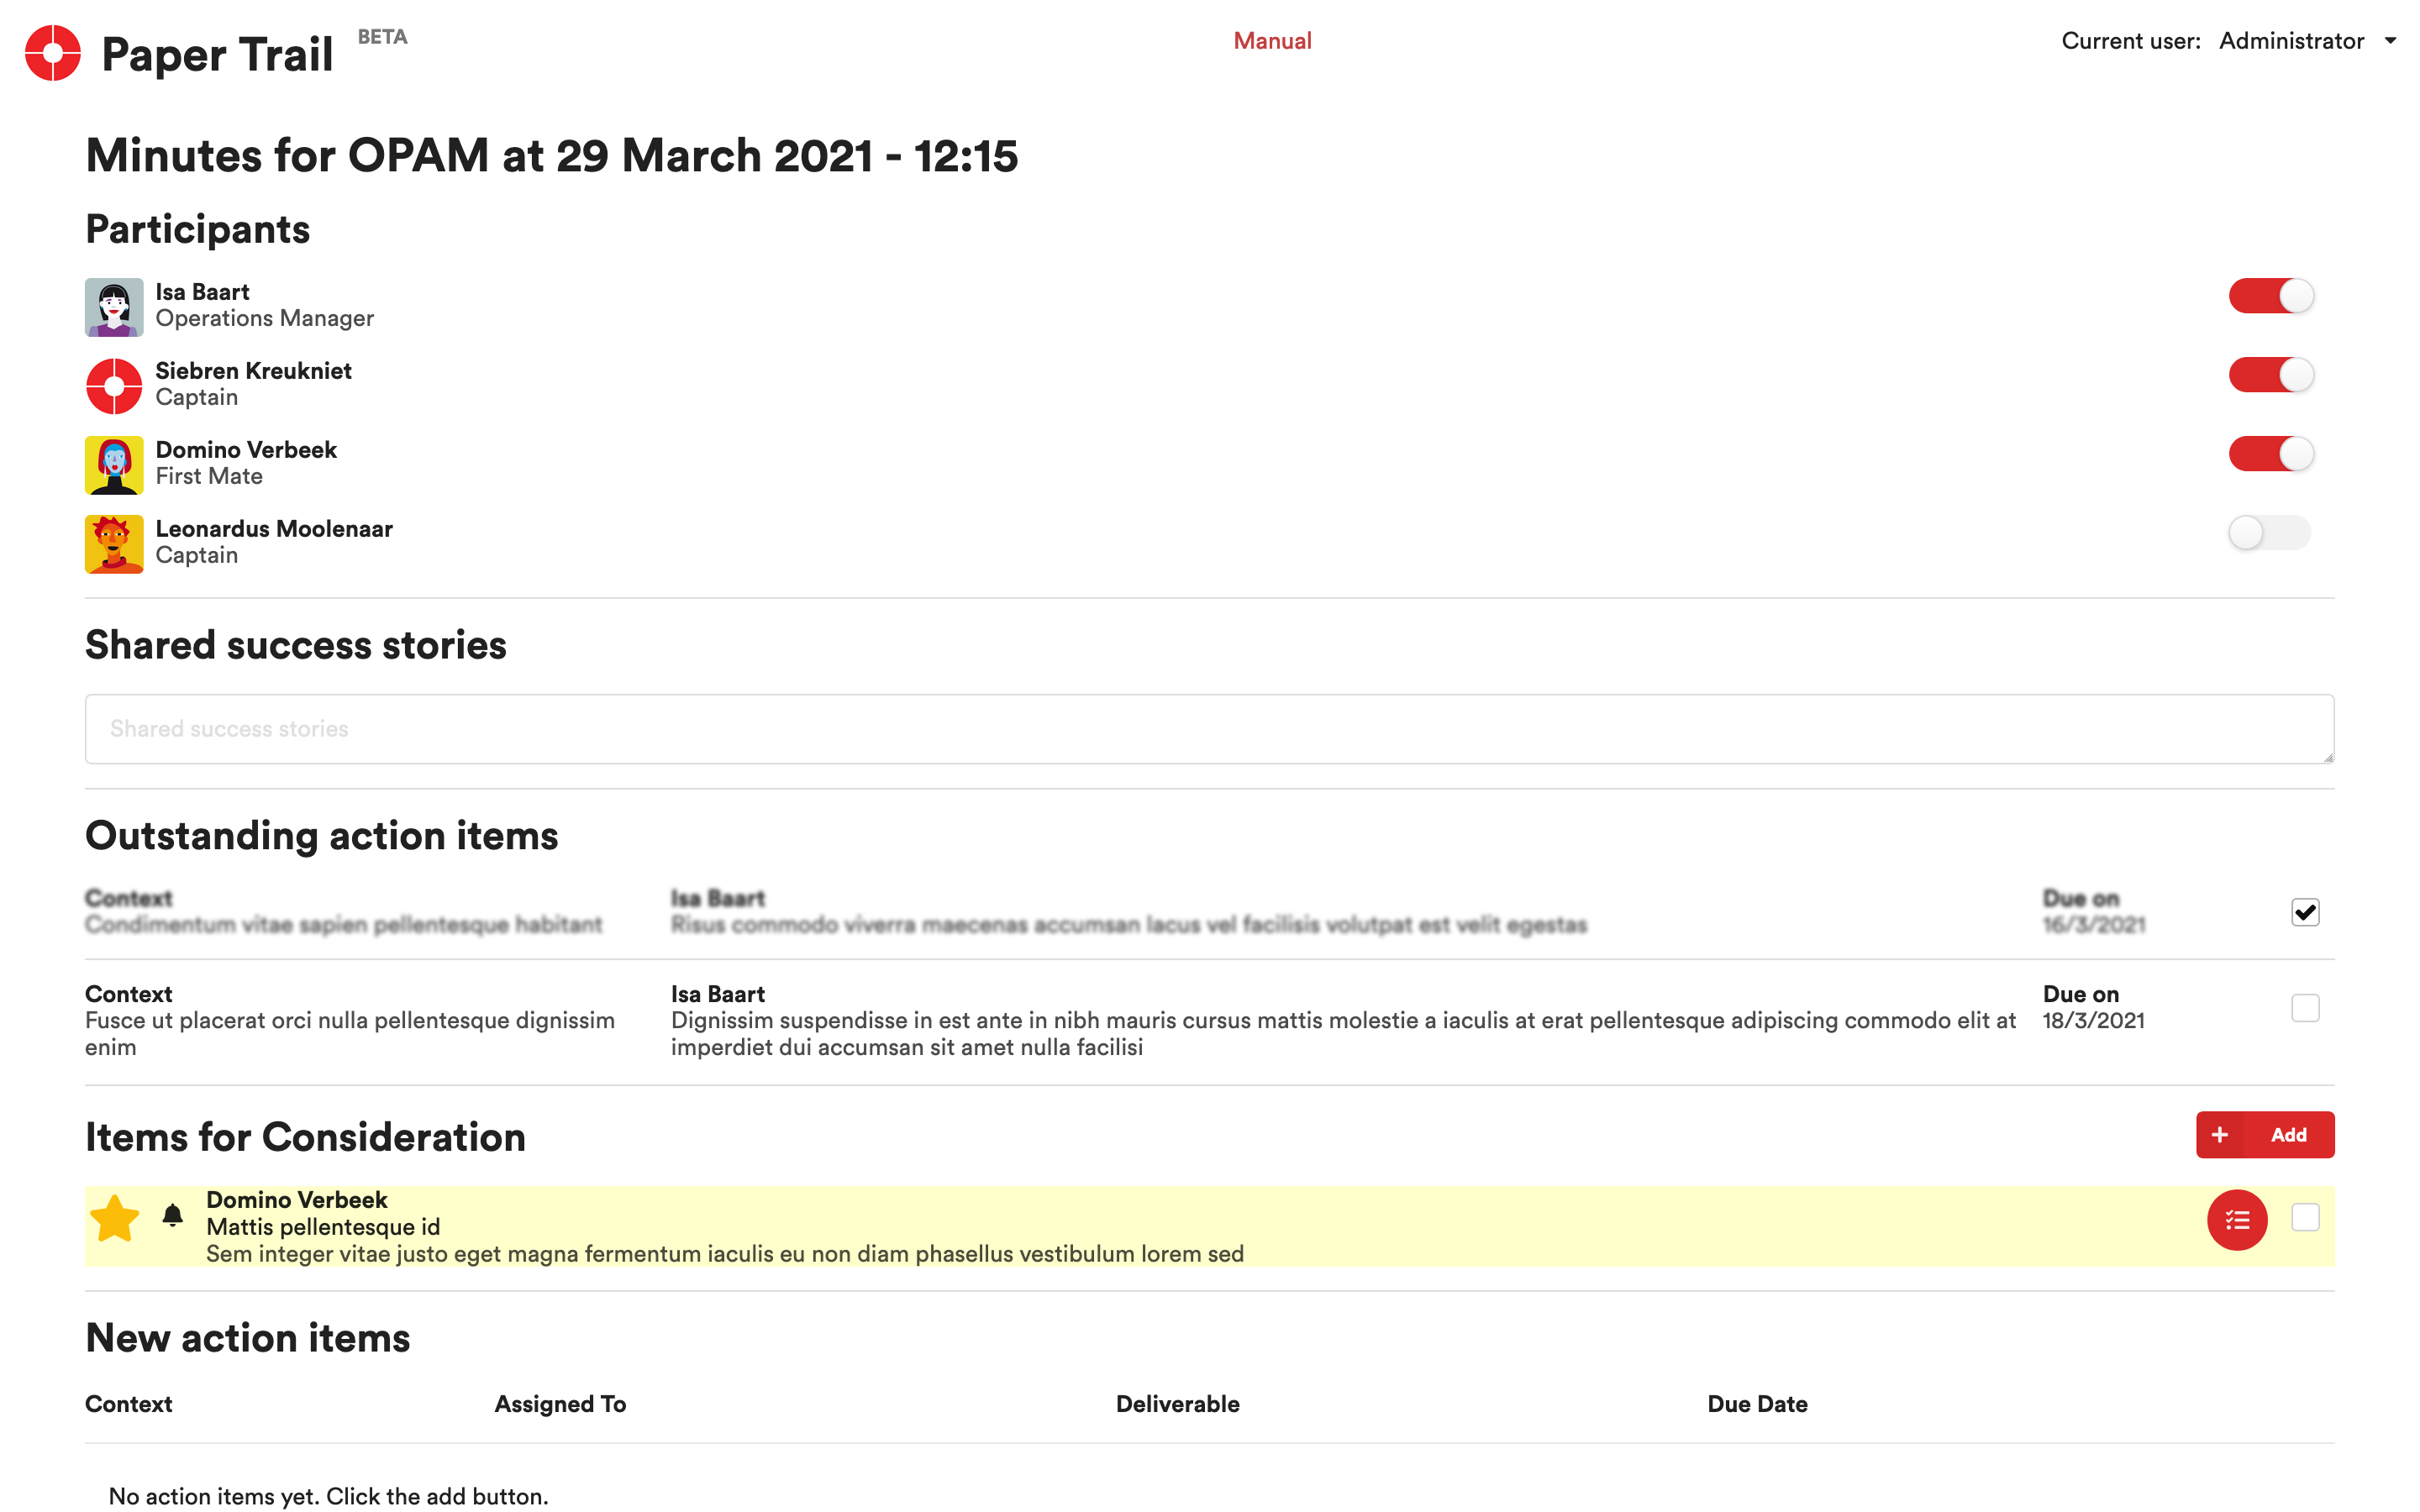 Paper Trail BETA
Manual
Current user: Administrator
Minutes for OPAM at 29 March 2021 - 12:15
Participants
Isa Baart
Operations Manager
Siebren Kreukniet
Captain
Domino Verbeek
First Mate
Leonardus Moolenaar
Captain
Shared success stories
Shared success stories
Outstanding action items
Context Isa Baart Due on
Condimentum vitae sapien pellentesque habitant Risus commodo viverra maecenas accumsan lacus vel facilisis volutpat est velit egestas 16/3/2021
Context Isa Baart Due on
Fusce ut placerat orci nulla pellentesque dignissim Dignissim suspendisse in est ante in nibh mauris cursus mattis molestie a iaculis at erat pellentesque adipiscing commodo elit at 18/3/2021
enim imperdiet dui accumsan sit amet nulla facilisi
Items for Consideration
Add
Domino Verbeek
Mattis pellentesque id
Sem integer vitae justo eget magna fermentum iaculis eu non diam phasellus vestibulum lorem sed
New action items
Context Assigned To Deliverable Due Date
No action items yet. Click the add button.